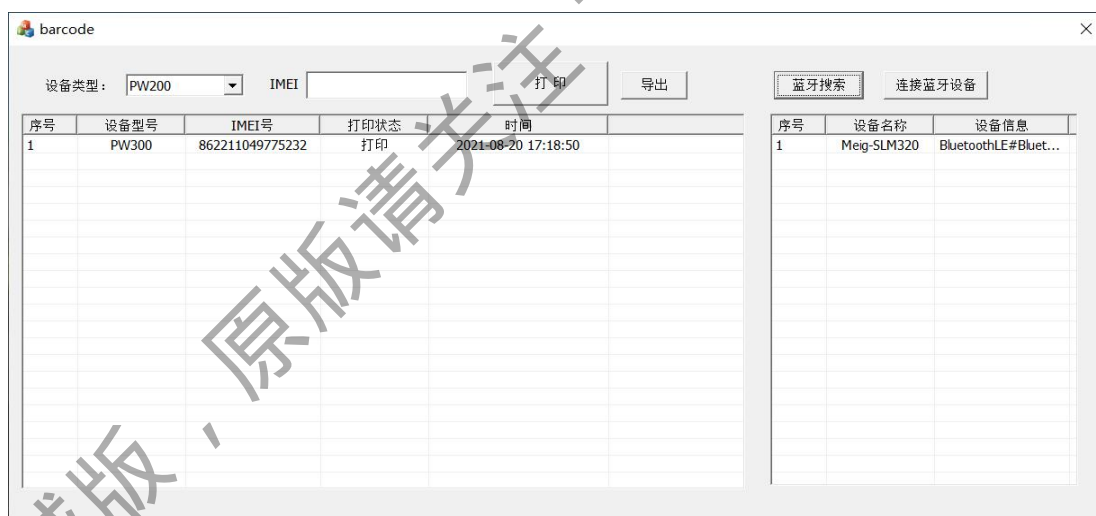 barcode
设备类型： PW200 IMEI 打 印 导出 蓝牙搜索 连接蓝牙设备
序号 设备型号 IMEI号 打印状态 时间 序号 设备名称 设备信息
1 PW300 862211049775232 打印 2021-08-20 17:18:50 1 Meig-SLM320 BluetoothLE#Bluet...
版，原版请关注